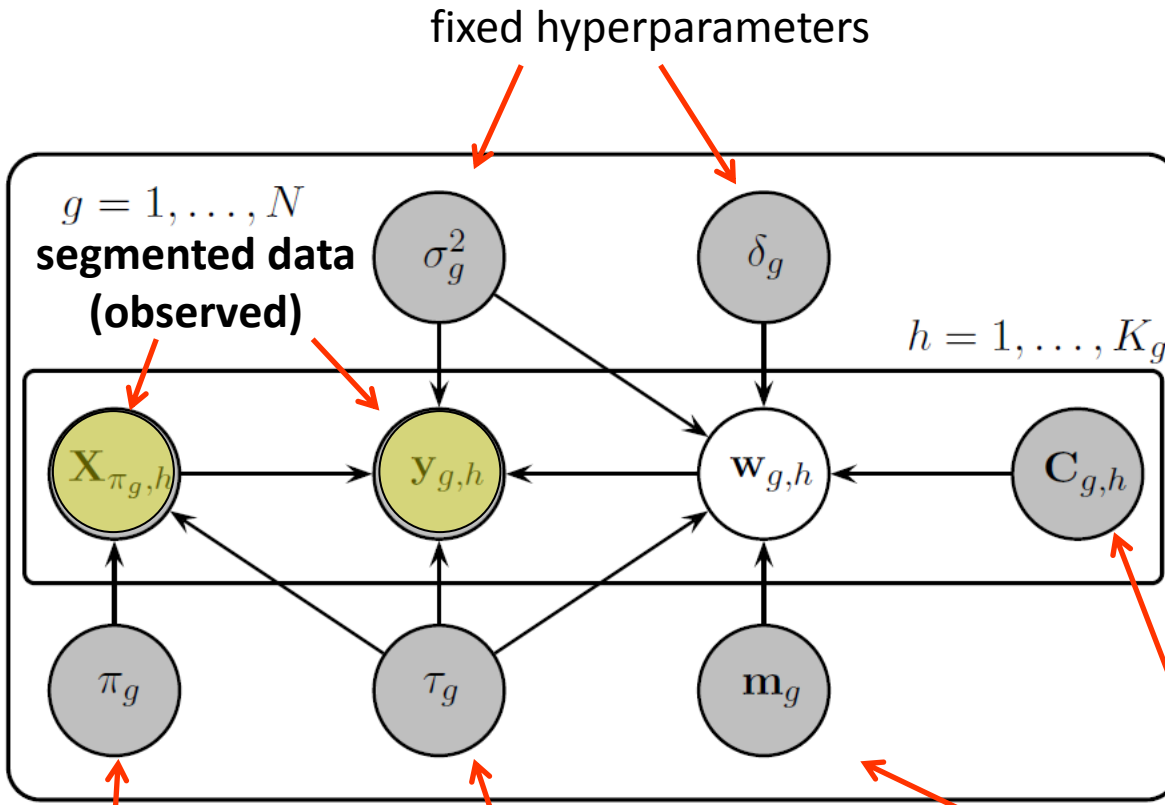 fixed hyperparameters
g = 1, . . . , N
segmented data
(observed)
σ²_g
δ_g
h = 1, . . . , K_g
X_{π_g,h}
y_{g,h}
w_{g,h}
C_{g,h}
π_g
τ_g
m_g